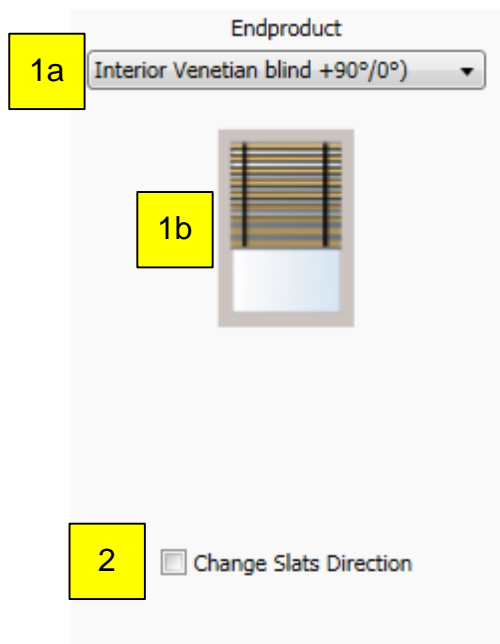 Endproduct
1a
Interior Venetian blind +90°/0°)
1b
2
Change Slats Direction